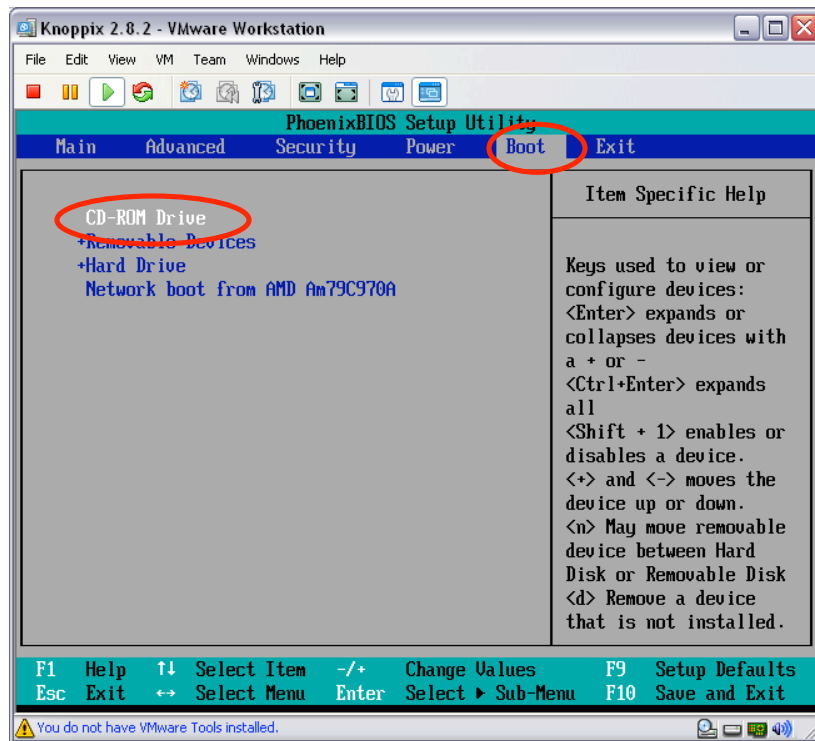 Knoppix 2.8.2 - VMware Workstation
File Edit View VM Team Windows Help
PhoenixBIOS Setup Utility
Main Advanced Security Power Boot Exit
CD-ROM Drive
+Removable Devices
+Hard Drive
Network boot from AMD Am79C970A
Item Specific Help
Keys used to view or
configure devices:
<Enter> expands or
collapses devices with
a + or -
<Ctrl+Enter> expands
all
<Shift + 1> enables or
disables a device.
<+> and <-> moves the
device up or down.
<n> May move removable
device between Hard
Disk or Removable Disk
<d> Remove a device
that is not installed.
F1 Help ↑↓ Select Item -/+ Change Values F9 Setup Defaults
Esc Exit ↔ Select Menu Enter Select ▶ Sub-Menu F10 Save and Exit
You do not have VMware Tools installed.